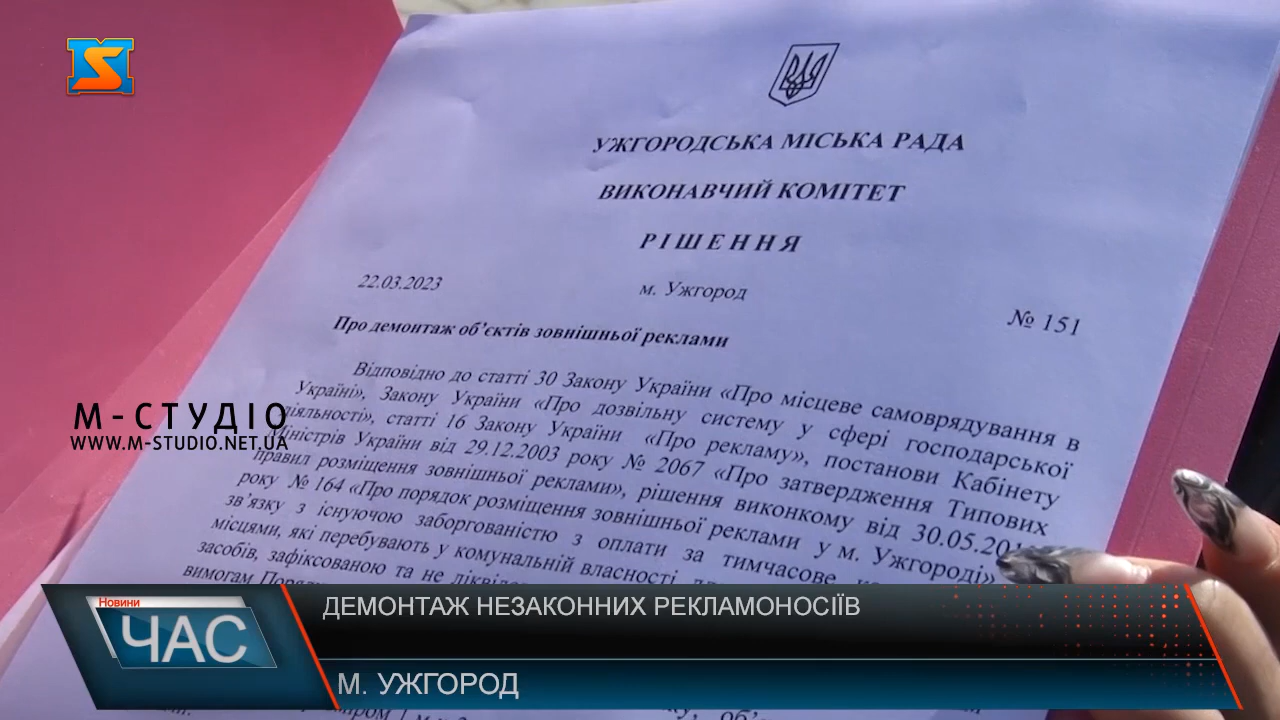 УЖГОРОДСЬКА МІСЬКА РАДА
ВИКОНАВЧИЙ КОМІТЕТ
РІШЕННЯ
22.03.2023 м. Ужгород № 151
Про демонтаж об’єктів зовнішньої реклами
Відповідно до статті 30 Закону України «Про місцеве самоврядування в
Україні», Закону України «Про дозвільну систему у сфері господарської
діяльності», статті 16 Закону України «Про рекламу», постанови Кабінету
Міністрів України від 29.12.2003 року № 2067 «Про затвердження Типових
правил розміщення зовнішньої реклами», рішення виконкому від
року № 164 «Про порядок розміщення зовнішньої реклами у м. Ужгороді»
зв’язку з існуючою заборгованістю з оплати за тимчасове
місцями, які перебувають у комунальній власності
засобів, зафіксованою та не
вимогам
М-СТУДІО
WWW.M-STUDIO.NET.UA
Новини
ЧАС
ДЕМОНТАЖ НЕЗАКОННИХ РЕКЛАМОНОСІЇВ
М. УЖГОРОД